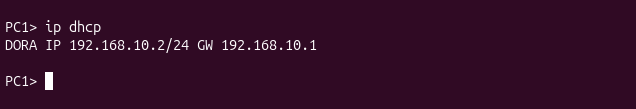 PC1> ip dhcp
DORA IP 192.168.10.2/24 GW 192.168.10.1
PC1>